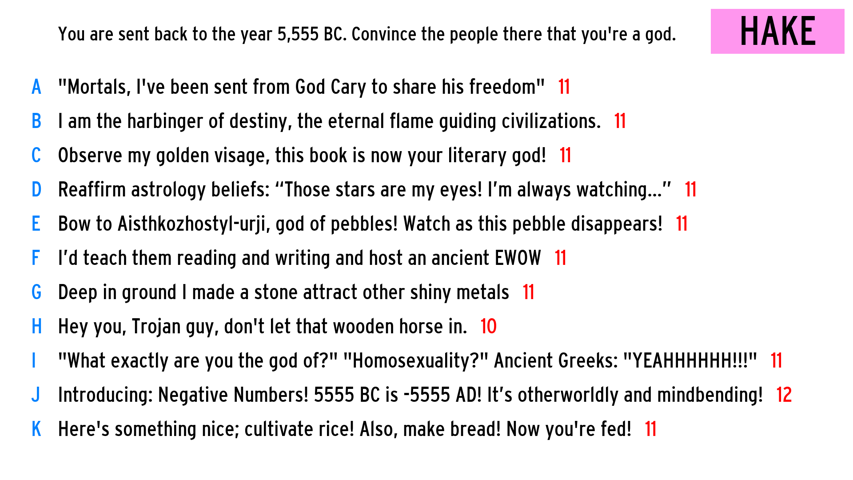 You are sent back to the year 5,555 BC. Convince the people there that you're a god.
HAKE
A "Mortals, I've been sent from God Cary to share his freedom" 11
B I am the harbinger of destiny, the eternal flame guiding civilizations. 11
C Observe my golden visage, this book is now your literary god! 11
D Reaffirm astrology beliefs: “Those stars are my eyes! I’m always watching...” 11
E Bow to Aisthkozhostyl-urji, god of pebbles! Watch as this pebble disappears! 11
F I’d teach them reading and writing and host an ancient EWOW 11
G Deep in ground I made a stone attract other shiny metals 11
H Hey you, Trojan guy, don't let that wooden horse in. 10
I "What exactly are you the god of?" "Homosexuality?" Ancient Greeks: "YEAHHHHHH!!!" 11
J Introducing: Negative Numbers! 5555 BC is -5555 AD! It’s otherworldly and mindbending! 12
K Here's something nice; cultivate rice! Also, make bread! Now you're fed! 11